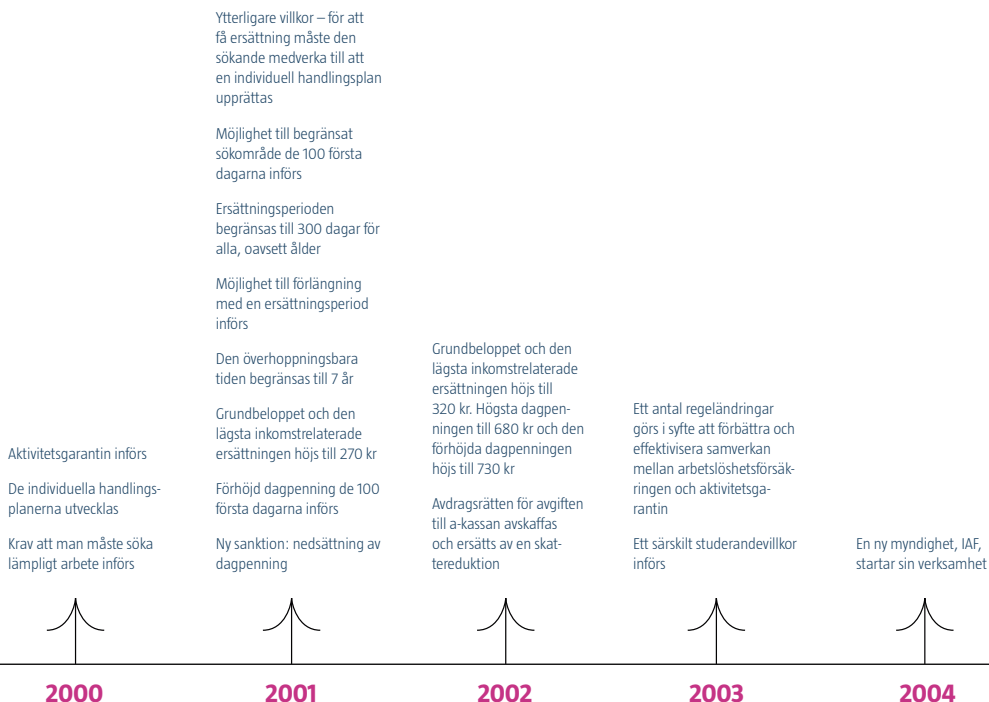 Aktivitetsgarantin införs
De individuella handlings-
planerna utvecklas
Krav att man måste söka
lämpligt arbete införs
2000
Ytterligare villkor – för att
få ersättning måste den
sökande medverka till att
en individuell handlingsplan
upprättas
Möjlighet till begränsat
sökområde de 100 första
dagarna införs
Ersättningsperioden
begränsas till 300 dagar för
alla, oavsett ålder
Möjlighet till förlängning
med en ersättningsperiod
införs
Den överhoppningsbara
tiden begränsas till 7 år
Grundbeloppet och den
lägsta inkomstrelaterade
ersättningen höjs till 270 kr
Förhöjd dagpenning de 100
första dagarna införs
Ny sanktion: nedsättning av
dagpenning
2001
Grundbeloppet och den
lägsta inkomstrelaterade
ersättningen höjs till
320 kr. Högsta dagpen-
ningen till 680 kr och den
förhöjda dagpenningen
höjs till 730 kr
Avdragsrätten för avgiften
till a-kassan avskaffas
och ersätts av en skat-
tereduktion
2002
Ett antal regeländringar
görs i syfte att förbättra och
effektivisera samverkan
mellan arbetslöshetsförsäk-
ringen och aktivitetsga-
rantin
Ett särskilt studerandevillkor
införs
2003
En ny myndighet, IAF,
startar sin verksamhet
2004